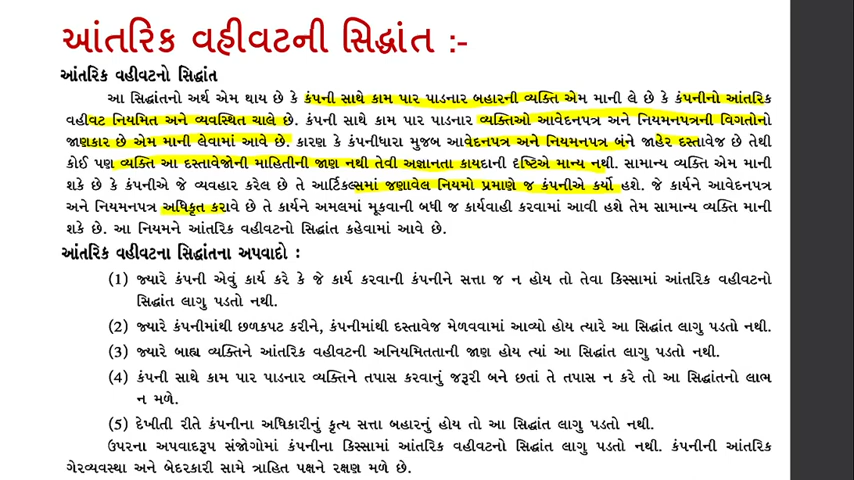 આંતરિક વહીવટની સિદ્ધાંત :-
આંતરિક વહીવટનો સિદ્ધાંત
આ સિદ્ધાંતનો અર્થ એમ થાય છે કે કંપની સાથે કામ પાર પાડનાર બહારની વ્યક્તિ એમ માની લે છે કે કંપનીનો આંતરિક
વહીવટ નિયમિત અને વ્યવસ્થિત ચાલે છે. કંપની સાથે કામ પાર પાડનાર વ્યક્તિઓ આવેદનપત્ર અને નિયમનપત્રની વિગતોનો
જાણકાર છે એમ માની લેવામાં આવે છે. કારણ કે કંપનીધારા મુજબ આવેદનપત્ર અને નિયમનપત્ર બંને જાહેર દસ્તાવેજ છે તેથી
કોઈ પણ વ્યક્તિ આ દસ્તાવેજોની માહિતીની જાણ નથી તેવી અજ્ઞાનતા કાયદાની દૃષ્ટિએ માન્ય નથી. સામાન્ય વ્યક્તિ એમ માની
શકે છે કે કંપનીએ જે વ્યવહાર કરેલ છે તે આર્ટિકલ્સમાં જણાવેલ નિયમો પ્રમાણે જ કંપનીએ કર્યો હશે. જે કાર્યને આવેદનપત્ર
અને નિયમનપત્ર અધિકૃત કરાવે છે તે કાર્યને અમલમાં મૂકવાની બધી જ કાર્યવાહી કરવામાં આવી હશે તેમ સામાન્ય વ્યક્તિ માની
શકે છે. આ નિયમને આંતરિક વહીવટનો સિદ્ધાંત કહેવામાં આવે છે.
આંતરિક વહીવટના સિદ્ધાંતના અપવાદો :
(1) જ્યારે કંપની એવું કાર્ય કરે કે જે કાર્ય કરવાની કંપનીને સત્તા જ ન હોય તો તેવા કિસ્સામાં આંતરિક વહીવટનો
સિદ્ધાંત લાગુ પડતો નથી.
(2) જ્યારે કંપનીમાંથી છળકપટ કરીને, કંપનીમાંથી દસ્તાવેજ મેળવવામાં આવ્યો હોય ત્યારે આ સિદ્ધાંત લાગુ પડતો નથી.
(3) જ્યારે બાહ્ય વ્યક્તિને આંતરિક વહીવટની અનિયમિતતાની જાણ હોય ત્યાં આ સિદ્ધાંત લાગુ પડતો નથી.
(4) કંપની સાથે કામ પાર પાડનાર વ્યક્તિને તપાસ કરવાનું જરૂરી બને છતાં તે તપાસ ન કરે તો આ સિદ્ધાંતનો લાભ
ન મળે.
(5) દેખીતી રીતે કંપનીના અધિકારીનું કૃત્ય સત્તા બહારનું હોય તો આ સિદ્ધાંત લાગુ પડતો નથી.
ઉપરના અપવાદરૂપ સંજોગોમાં કંપનીના કિસ્સામાં આંતરિક વહીવટનો સિદ્ધાંત લાગુ પડતો નથી. કંપનીની આંતરિક
ગેરવ્યવસ્થા અને બેદરકારી સામે ત્રાહિત પક્ષને રક્ષણ મળે છે.